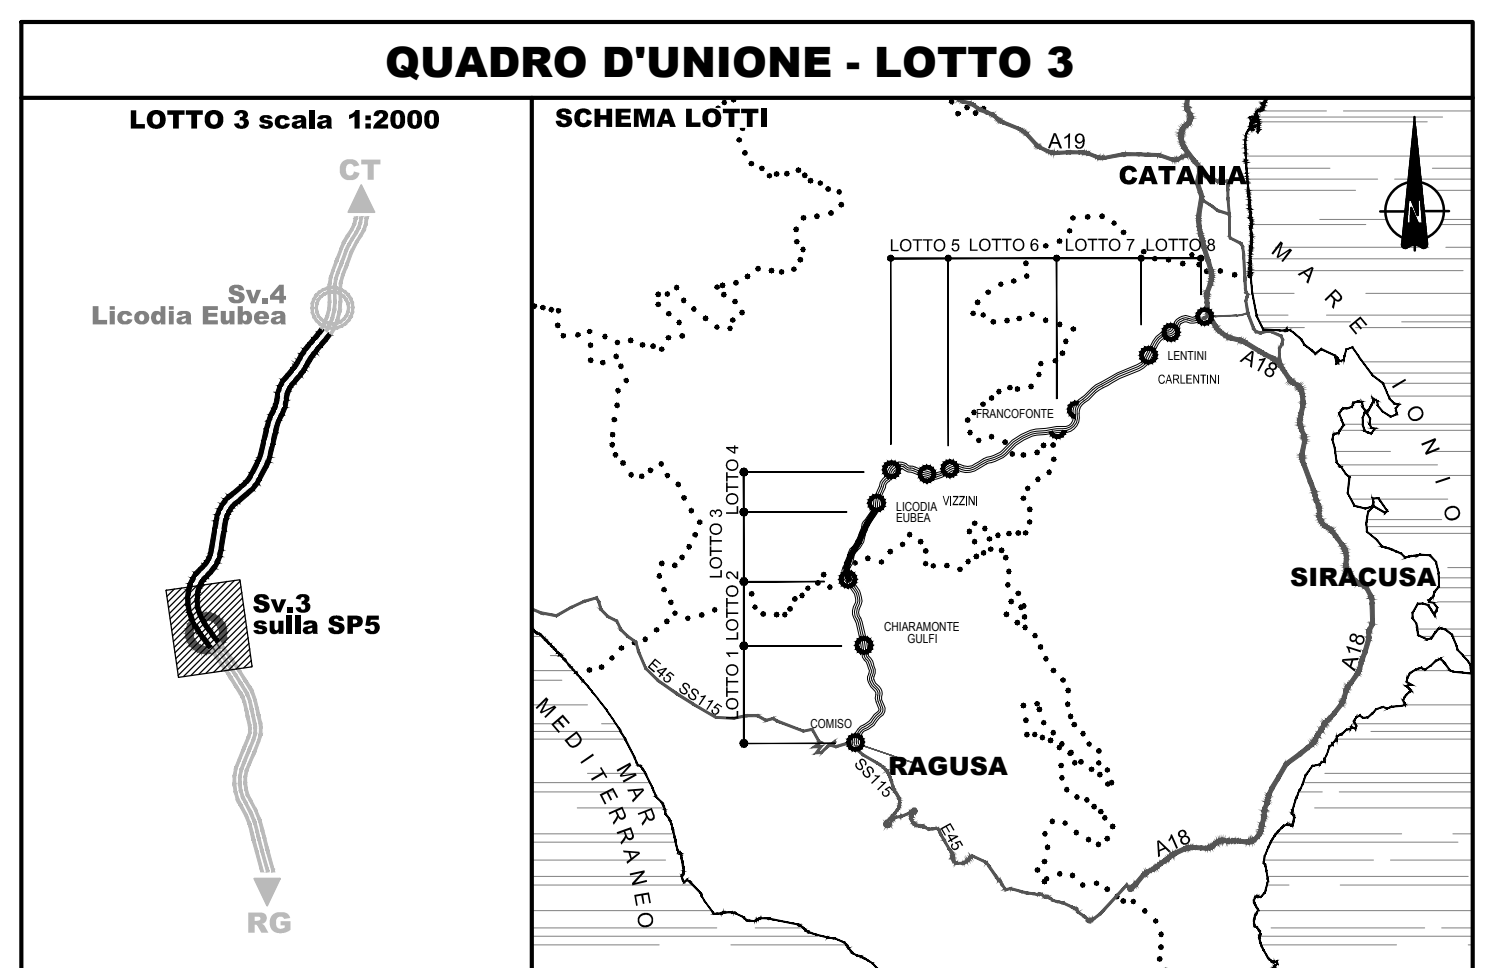 QUADRO D'UNIONE - LOTTO 3
LOTTO 3 scala 1:2000
CT
Sv.4
Licodia Eubea
Sv.3
sulla SP5
RG
SCHEMA LOTTI
A19
CATANIA
N
LOTTO 5
LOTTO 6
LOTTO 7
LOTTO 8
MARE
IONIO
LENTINI
CARLENTINI
A18
FRANCOFONTE
LOTTO 4
LOTTO 3
LOTTO 2
LOTTO 1
LICODIA
EUBEA
VIZZINI
SIRACUSA
CHIARAMONTE
GULFI
A18
E45
SS115
COMISO
RAGUSA
SS115
E45
A18
MAR
MEDITERRANEO